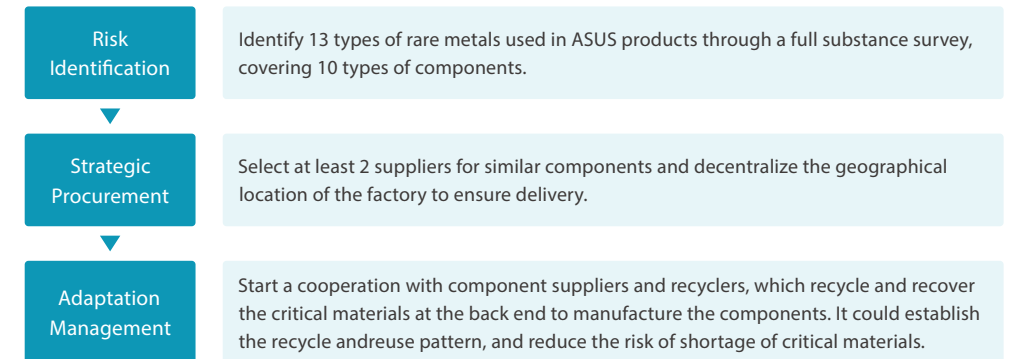 Risk
Identification
Identify 13 types of rare metals used in ASUS products through a full substance survey,
covering 10 types of components.
Strategic
Procurement
Select at least 2 suppliers for similar components and decentralize the geographical
location of the factory to ensure delivery.
Adaptation
Management
Start a cooperation with component suppliers and recyclers, which recycle and recover
the critical materials at the back end to manufacture the components. It could establish
the recycle andreuse pattern, and reduce the risk of shortage of critical materials.